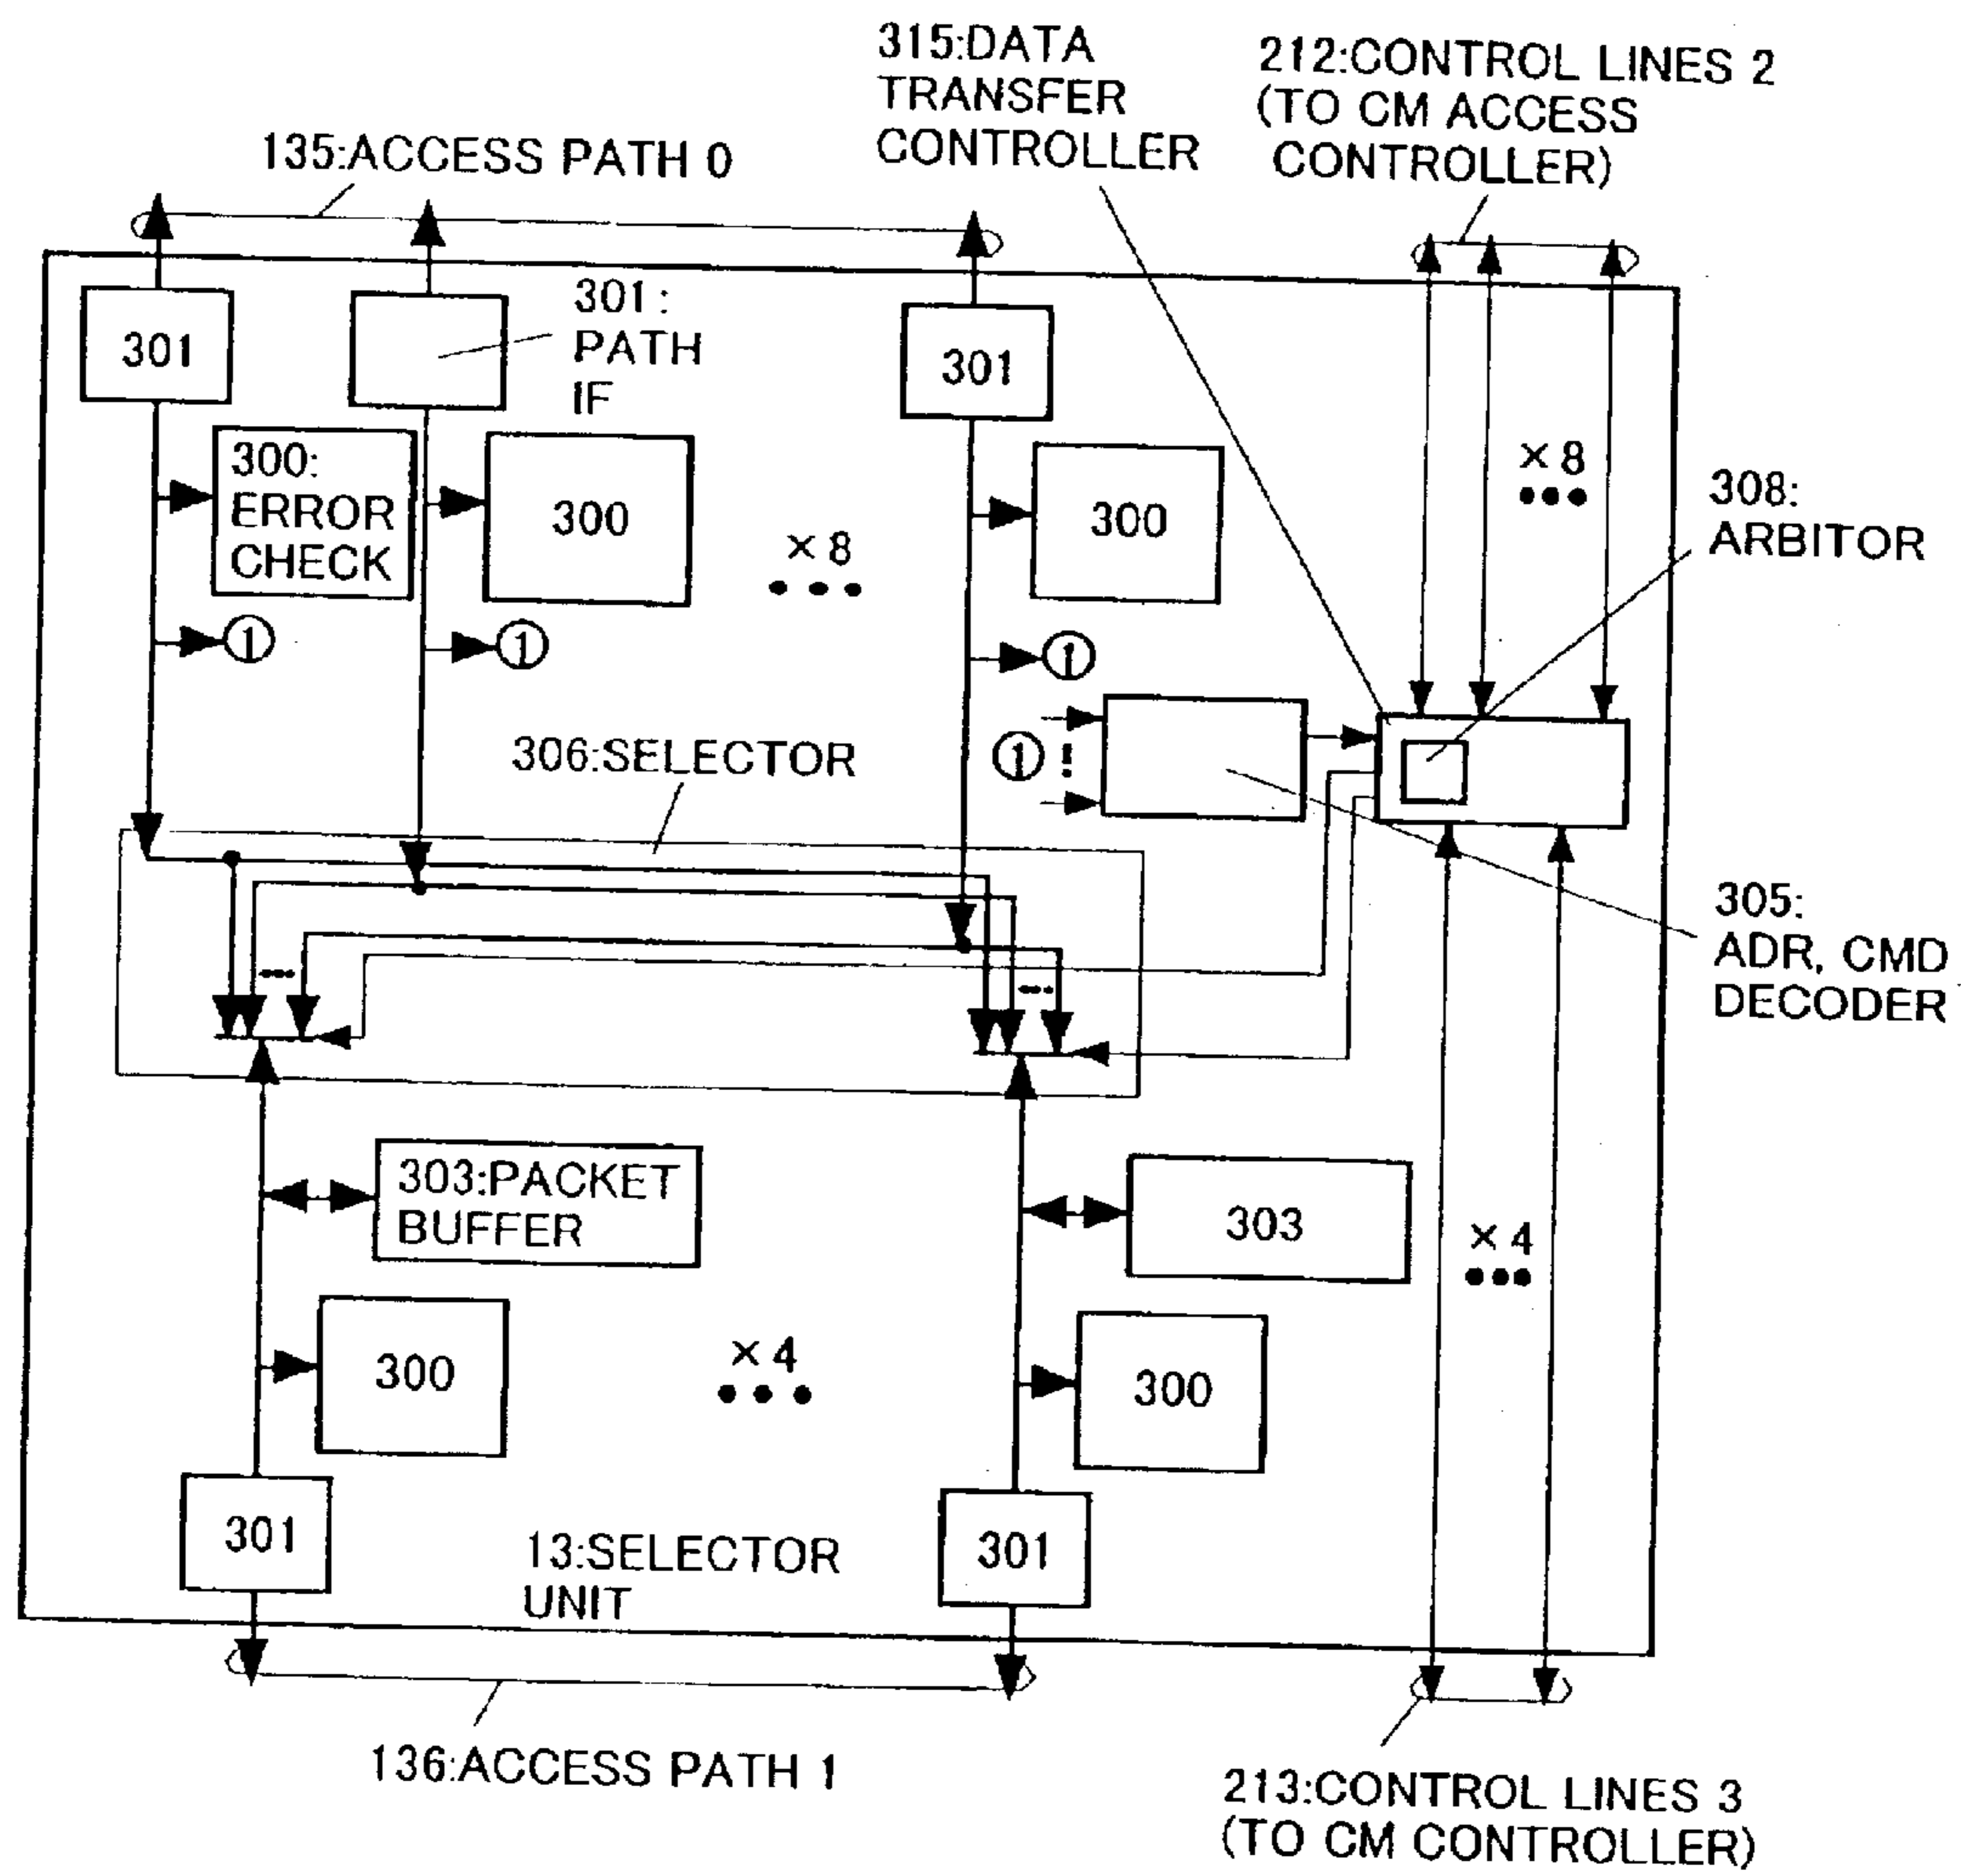 315:DATA
TRANSFER
CONTROLLER
212:CONTROL LINES 2
(TO CM ACCESS
CONTROLLER)
135:ACCESS PATH 0
301
301:
PATH
IF
301
300:
ERROR
CHECK
300
×8
•••
300
×8
•••
308:
ARBITOR
①
①
①
306:SELECTOR
①
305:
ADR, CMD
DECODER
303:PACKET
BUFFER
303
×4
•••
300
×4
•••
300
301
13:SELECTOR
UNIT
301
136:ACCESS PATH 1
213:CONTROL LINES 3
(TO CM CONTROLLER)